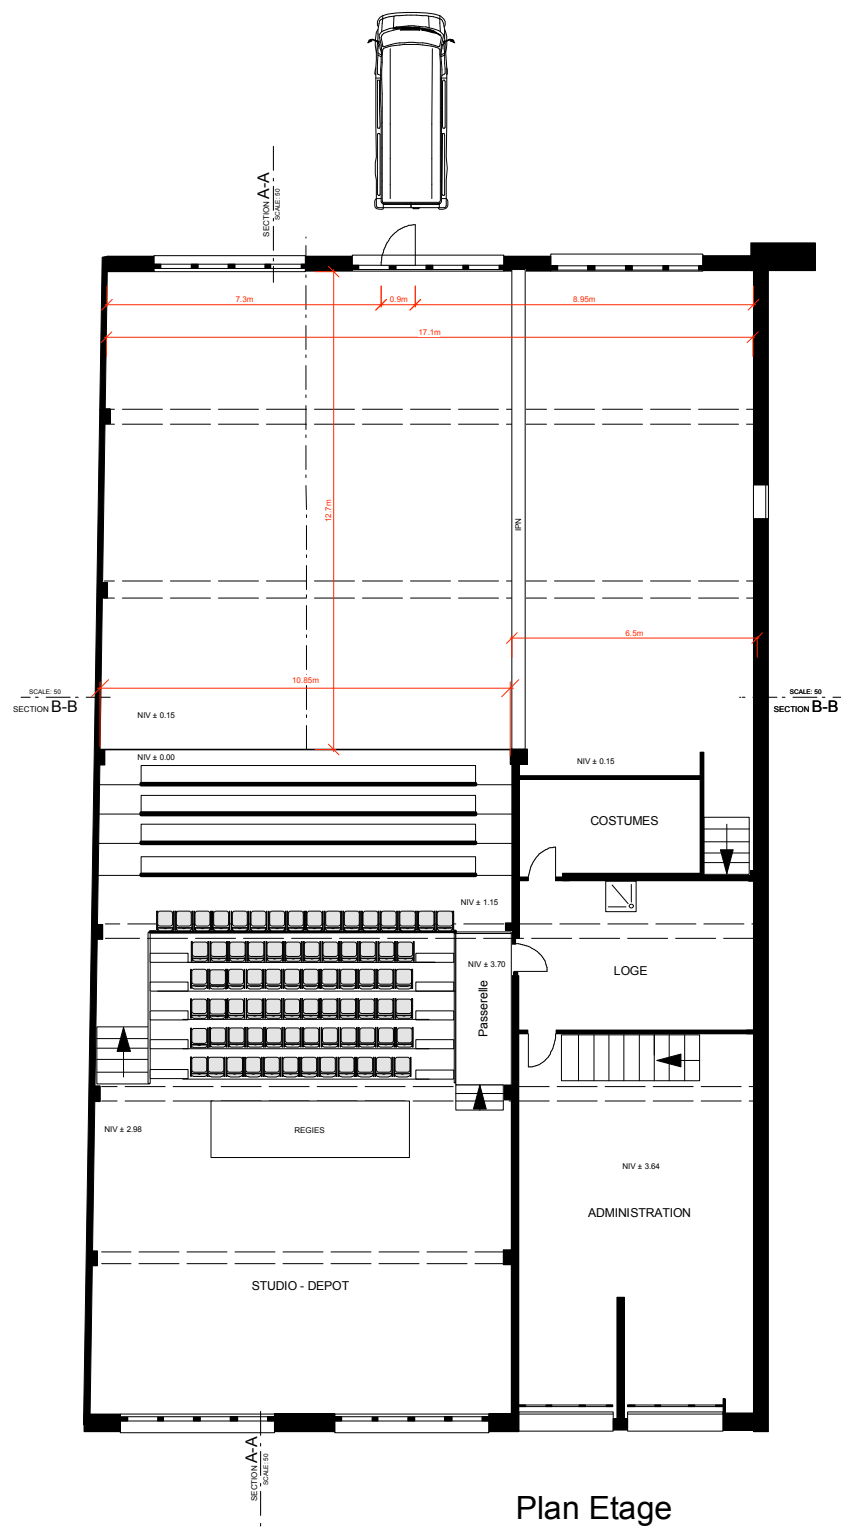 SECTION A-A
SCALE: 50
7.3m
0.9m
8.95m
17.1m
12.7m
IPN
6.5m
10.85m
SCALE: 50
SECTION B-B
SCALE: 50
SECTION B-B
NIV ± 0.15
NIV ± 0.00
NIV ± 0.15
COSTUMES
NIV ± 1.15
NIV ± 3.70
LOGE
Passerelle
NIV ± 2.98
REGIES
NIV ± 3.64
ADMINISTRATION
STUDIO - DEPOT
SECTION A-A
SCALE: 50
Plan Etage